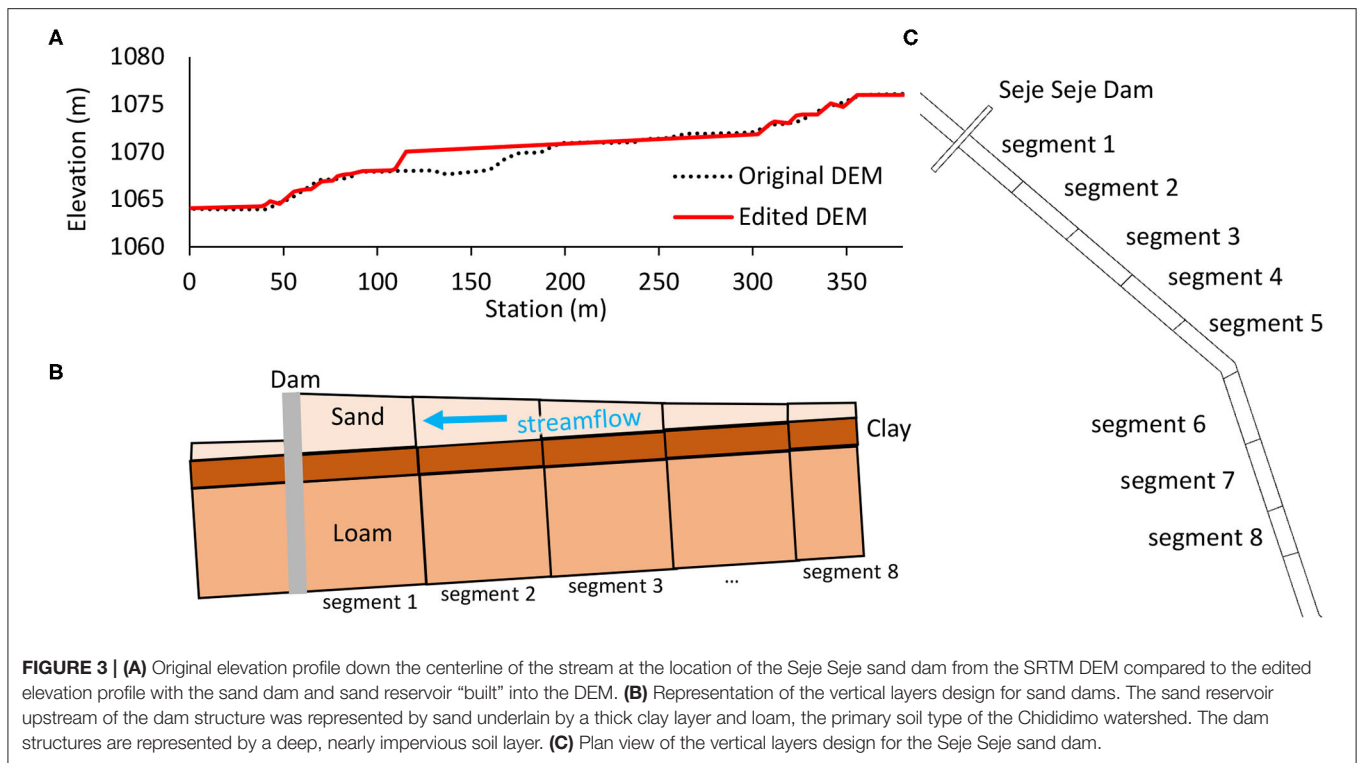 A
1080
1075
1070
1065
1060
Elevation (m)
0 50 100 150 200 250 300 350
Station (m)
Original DEM
Edited DEM
B
Dam
Sand
streamflow
Clay
Loam
segment 1
segment 2
segment 3
...
segment 8
C
Seje Seje Dam
segment 1
segment 2
segment 3
segment 4
segment 5
segment 6
segment 7
segment 8
FIGURE 3 | (A) Original elevation profile down the centerline of the stream at the location of the Seje Seje sand dam from the SRTM DEM compared to the edited
elevation profile with the sand dam and sand reservoir “built” into the DEM. (B) Representation of the vertical layers design for sand dams. The sand reservoir
upstream of the dam structure was represented by sand underlain by a thick clay layer and loam, the primary soil type of the Chididimo watershed. The dam
structures are represented by a deep, nearly impervious soil layer. (C) Plan view of the vertical layers design for the Seje Seje sand dam.